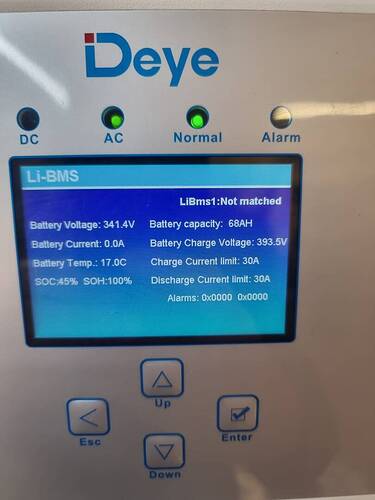 Deye
DC AC Normal Alarm
Li-BMS
LiBms1:Not matched
Battery Voltage: 341.4V Battery capacity: 68AH
Battery Current: 0.0A Battery Charge Voltage: 393.5V
Battery Temp.: 17.0C Charge Current limit: 30A
SOC:45% SOH:100% Discharge Current limit: 30A
Alarms: 0x0000 0x0000
Up
Esc Enter
Down